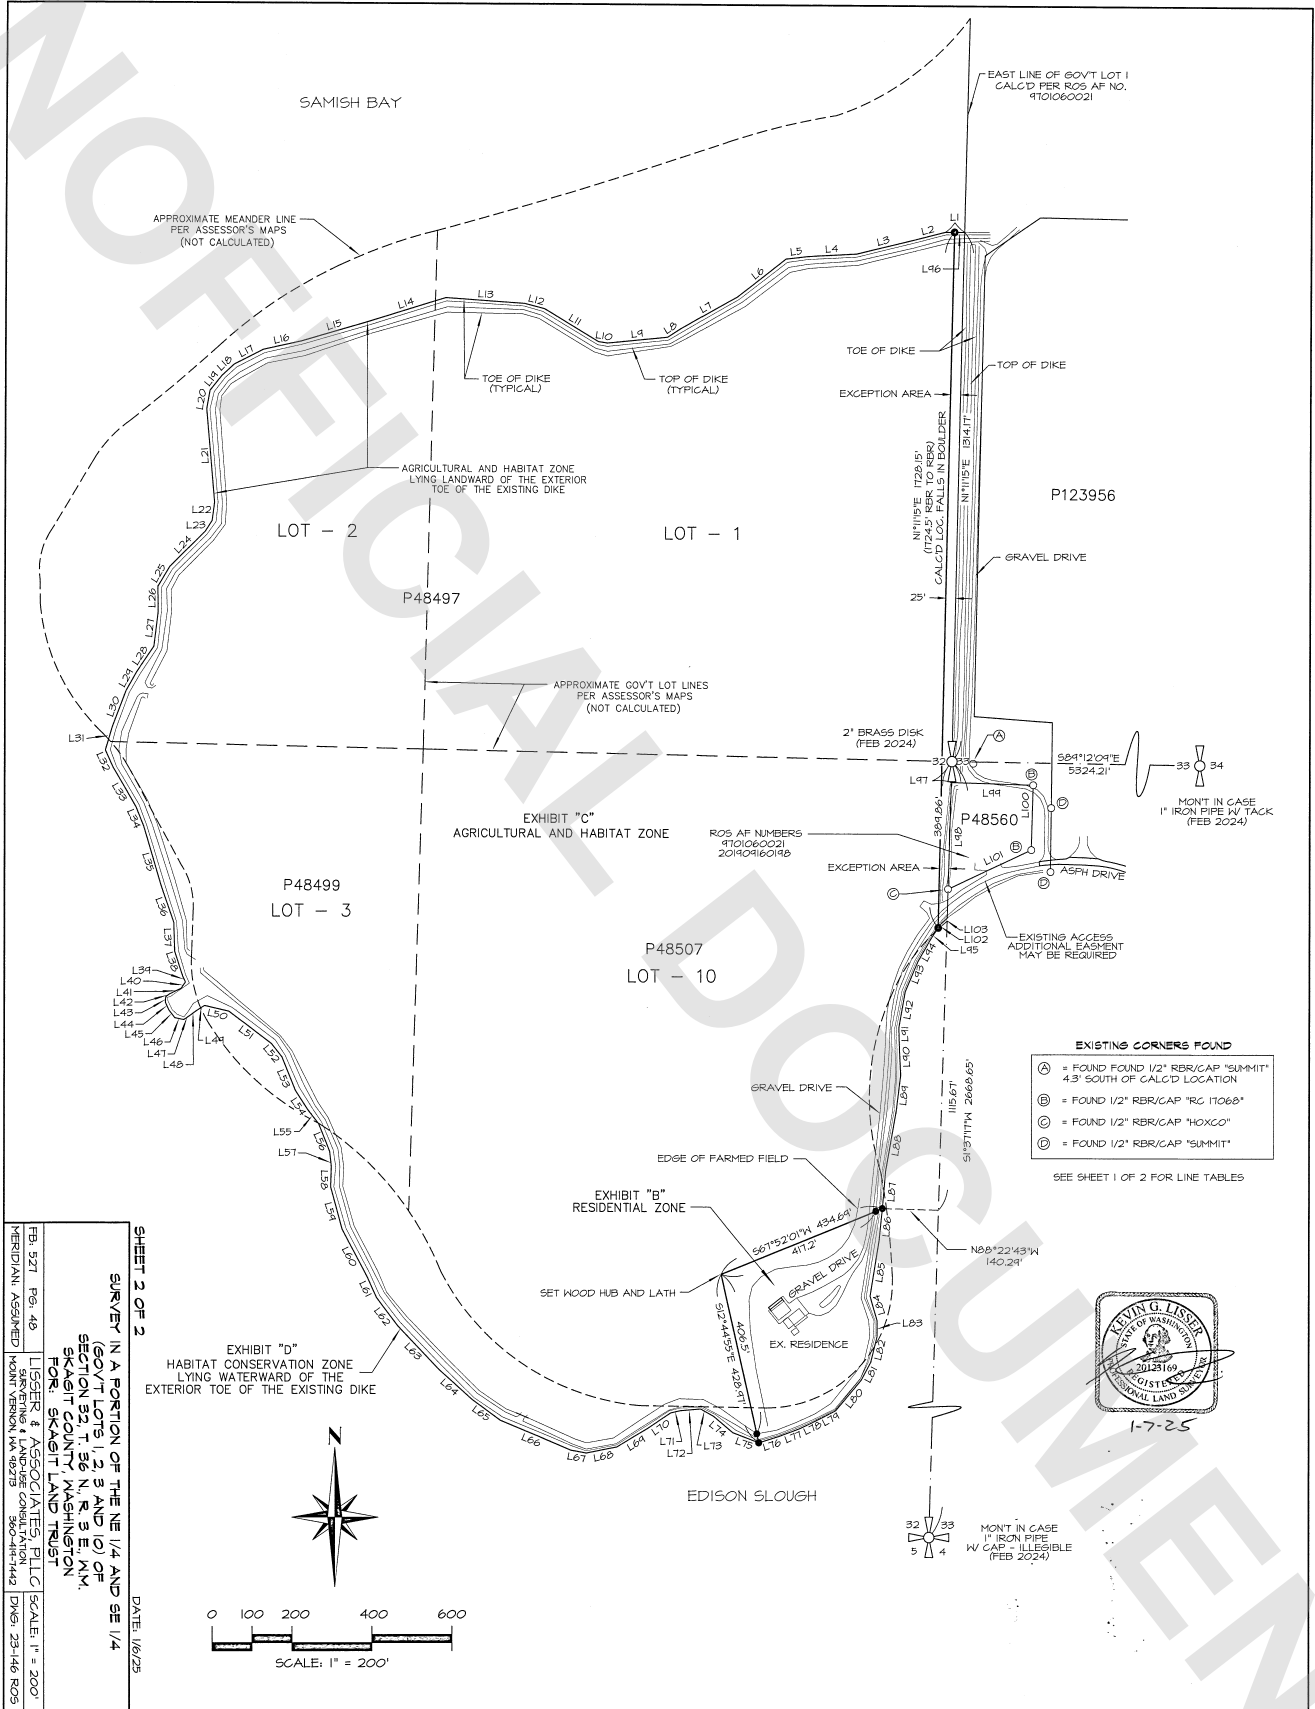 UNOFFICIAL DOCUMENT
SAMISH BAY
EAST LINE OF GOV'T LOT 1
CALC'D PER ROS AF NO.
9701060021
APPROXIMATE MEANDER LINE
PER ASSESSOR'S MAPS
(NOT CALCULATED)
L1
L2
L3
L4
L5
L6
L7
L8
L9
L10
L11
L12
L13
L14
L15
L16
L17
L18
L19
L20
L21
L22
L23
L24
L25
L26
L27
L28
L29
L30
L31
L32
L33
L34
L35
L36
L37
L38
L39
L40
L41
L42
L43
L44
L45
L46
L47
L48
L49
L50
L51
L52
L53
L54
L55
L56
L57
L58
L59
L60
L61
L62
L63
L64
L65
L66
L67
L68
L69
L70
L71
L72
L73
L74
L75
L76
L77
L78
L79
L80
L81
L82
L83
L84
L85
L86
L87
L88
L89
L90
L91
L92
L93
L94
L95
L96
L97
L98
L99
L100
L101
L102
L103
TOE OF DIKE
(TYPICAL)
TOP OF DIKE
(TYPICAL)
TOE OF DIKE
TOP OF DIKE
EXCEPTION AREA
AGRICULTURAL AND HABITAT ZONE
LYING LANDWARD OF THE EXTERIOR
TOE OF THE EXISTING DIKE
N1°11'15"E 1728.15'
(1724.5' RBR TO RBR)
CALC'D LOC. FALLS IN BOULDER
N1°11'15"E 1314.17'
P123956
LOT - 2
LOT - 1
P48497
GRAVEL DRIVE
25'
APPROXIMATE GOV'T LOT LINES
PER ASSESSOR'S MAPS
(NOT CALCULATED)
2" BRASS DISK
(FEB 2024)
32 33
A
S89°12'09"E
5324.21'
33 34
MON'T IN CASE
1" IRON PIPE W/ TACK
(FEB 2024)
B
D
P48560
389.86'
B
D
C
EXHIBIT "C"
AGRICULTURAL AND HABITAT ZONE
ROS AF NUMBERS
9701060021
201909160198
EXCEPTION AREA
ASPH DRIVE
P48499
LOT - 3
P48507
LOT - 10
EXISTING ACCESS
ADDITIONAL EASMENT
MAY BE REQUIRED
EXISTING CORNERS FOUND
A = FOUND FOUND 1/2" RBR/CAP "SUMMIT"
4.3' SOUTH OF CALC'D LOCATION
B = FOUND 1/2" RBR/CAP "RC 17068"
C = FOUND 1/2" RBR/CAP "HOXCO"
D = FOUND 1/2" RBR/CAP "SUMMIT"
SEE SHEET 1 OF 2 FOR LINE TABLES
GRAVEL DRIVE
1115.67'
S1°37'17"W 2668.65'
EDGE OF FARMED FIELD
EXHIBIT "B"
RESIDENTIAL ZONE
S67°52'01"W 434.69'
417.2'
N88°22'43"W
140.29'
SET WOOD HUB AND LATH
GRAVEL DRIVE
EX. RESIDENCE
406.5'
S12°44'55"E 428.97'
EXHIBIT "D"
HABITAT CONSERVATION ZONE
LYING WATERWARD OF THE
EXTERIOR TOE OF THE EXISTING DIKE
KEVIN G. LISSER
STATE OF WASHINGTON
20123169
REGISTERED
PROFESSIONAL LAND SURVEYOR
1-7-25
EDISON SLOUGH
32 33
5 4
MON'T IN CASE
1" IRON PIPE
W/ CAP - ILLEGIBLE
(FEB 2024)
N
0 100 200 400 600
SCALE: 1" = 200'
SHEET 2 OF 2
DATE: 1/6/25
SURVEY IN A PORTION OF THE NE 1/4 AND SE 1/4
(GOV'T LOTS 1, 2, 3 AND 10) OF
SECTION 32, T. 36 N., R. 3 E., W.M.
SKAGIT COUNTY, WASHINGTON
FOR: SKAGIT LAND TRUST
FB: 527 PG: 48
MERIDIAN: ASSUMED
LISSER & ASSOCIATES, PLLC
SURVEYING & LAND-USE CONSULTATION
MOUNT VERNON, WA 98273 360-419-7442
SCALE: 1" = 200'
DWG: 23-146 ROS